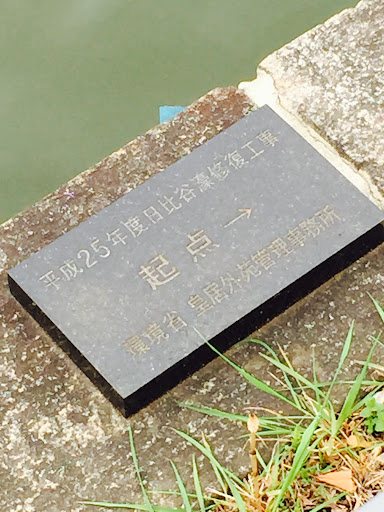 平成25年度日比谷濠修復工事
起点→
環境省 皇居外苑管理事務所